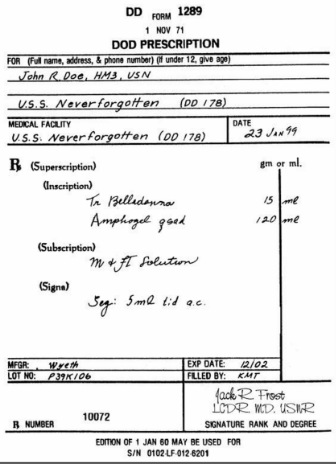 DD FORM 1289
1 NOV 71
DOD PRESCRIPTION
FOR (Full name, address, & phone number) (If under 12, give age)
John R. Doe, HM3, USN
U.S.S. Neverforgotten (DD 178)
MEDICAL FACILITY
U.S.S. Neverforgotten (DD 178)
DATE
23 JAN 99
℞ (Superscription) gm or ml.
(Inscription)
Tr Belladonna 15 ml
Amphogel qsad 120 ml
(Subscription)
M & Ft Solution
(Signa)
Sig: 5ml tid a.c.
MFGR: Wyeth EXP DATE: 12/02
LOT NO: P39K106 FILLED BY: KMT
Jack R. Frost
LCDR M.D. USNR
10072
℞ NUMBER SIGNATURE RANK AND DEGREE
EDITION OF 1 JAN 60 MAY BE USED FOR
S/N 0102-LF-012-6201